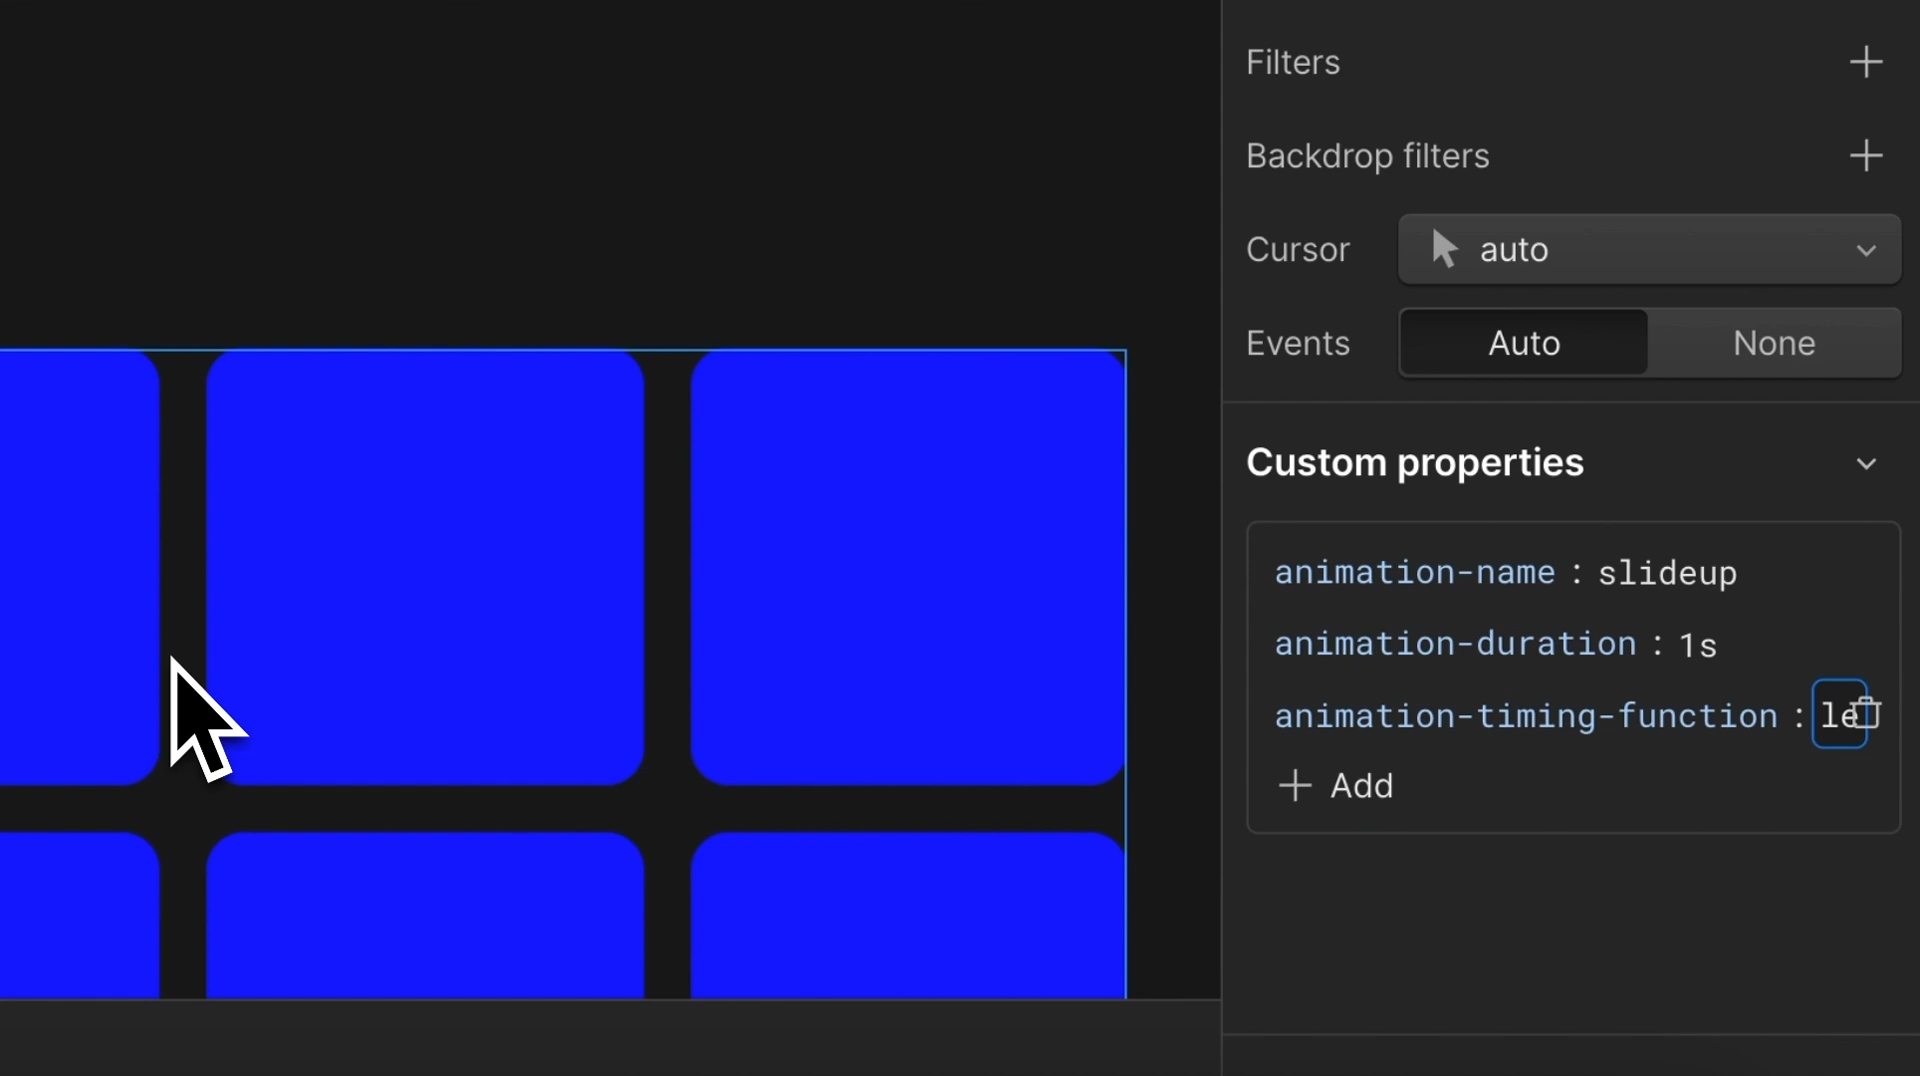 Filters
Backdrop filters
Cursor auto
Events Auto None
Custom properties
animation-name : slideup
animation-duration : 1s
animation-timing-function : le
Add